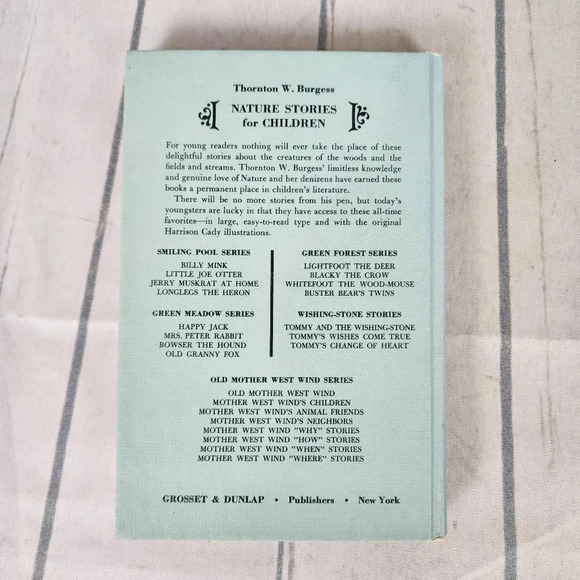 Thornton W. Burgess
NATURE STORIES
for CHILDREN
For young readers nothing will ever take the place of these
delightful stories about the creatures of the woods and the
fields and streams. Thornton W. Burgess' limitless knowledge
and genuine love of Nature and her denizens have earned these
books a permanent place in children's literature.
There will be no more stories from his pen, but today's
youngsters are lucky in that they have access to these all-time
favorites—in large, easy-to-read type and with the original
Harrison Cady illustrations.
SMILING POOL SERIES
BILLY MINK
LITTLE JOE OTTER
JERRY MUSKRAT AT HOME
LONGLEGS THE HERON
GREEN MEADOW SERIES
HAPPY JACK
MRS. PETER RABBIT
BOWSER THE HOUND
OLD GRANNY FOX
GREEN FOREST SERIES
LIGHTFOOT THE DEER
BLACKY THE CROW
WHITEFOOT THE WOOD-MOUSE
BUSTER BEAR'S TWINS
WISHING-STONE STORIES
TOMMY AND THE WISHING-STONE
TOMMY'S WISHES COME TRUE
TOMMY'S CHANGE OF HEART
OLD MOTHER WEST WIND SERIES
OLD MOTHER WEST WIND
MOTHER WEST WIND'S CHILDREN
MOTHER WEST WIND'S ANIMAL FRIENDS
MOTHER WEST WIND'S NEIGHBORS
MOTHER WEST WIND "WHY" STORIES
MOTHER WEST WIND "HOW" STORIES
MOTHER WEST WIND "WHEN" STORIES
MOTHER WEST WIND "WHERE" STORIES
GROSSET & DUNLAP • Publishers • New York